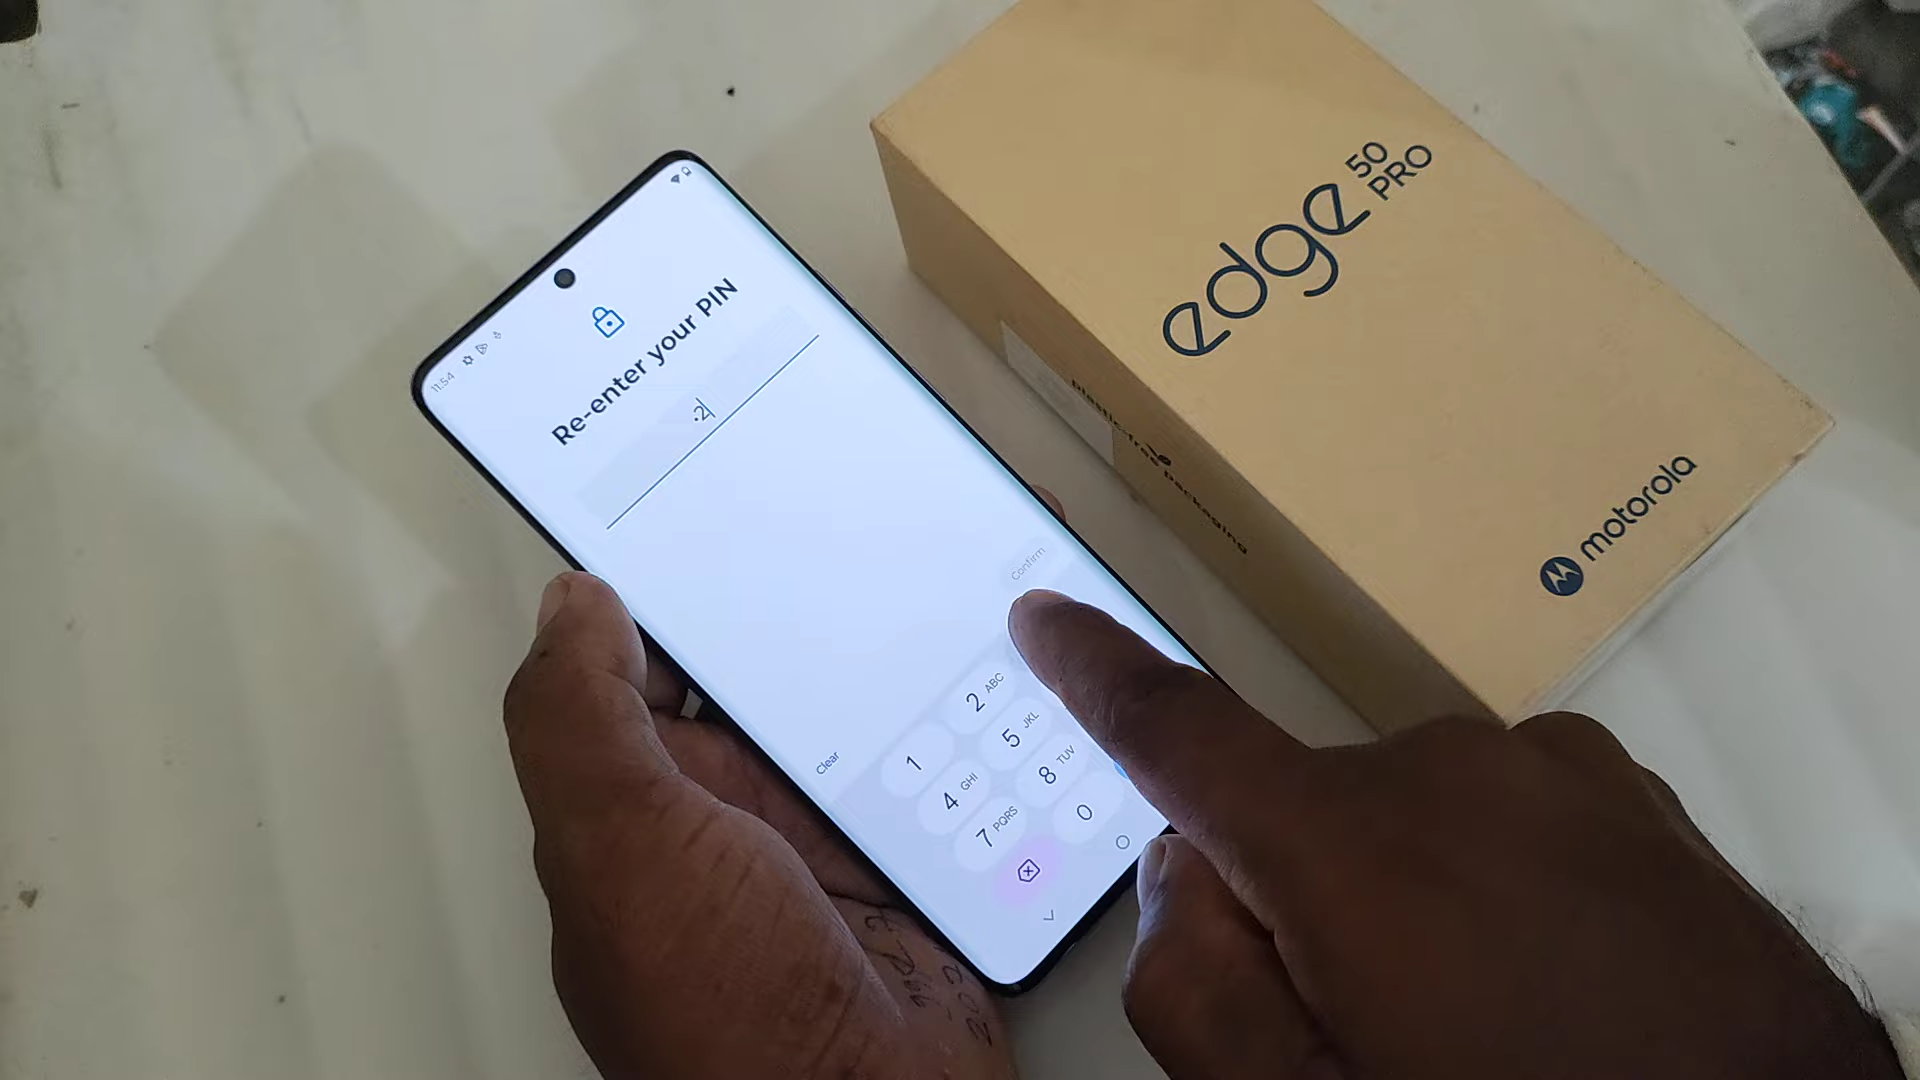 11:54
Re-enter your PIN
·2
Confirm
Clear
1
2 ABC
4 GHI
5 JKL
7 PQRS
8 TUV
0
edge 50
PRO
motorola
plastic-free packaging